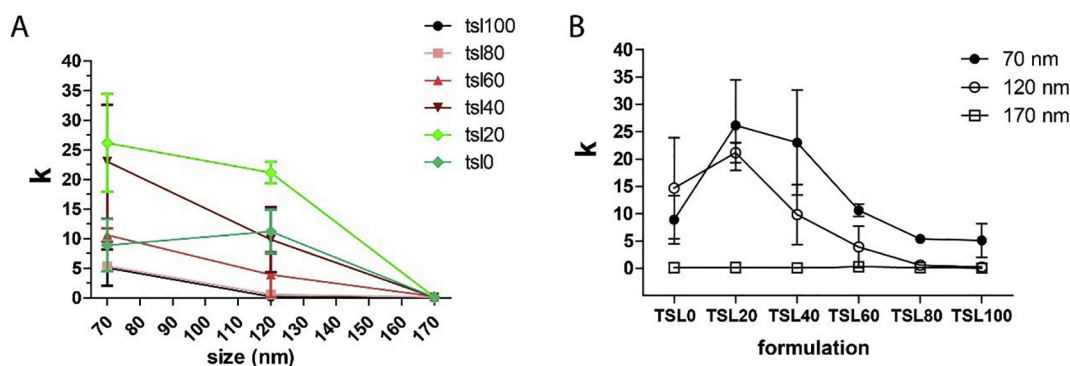 A
tsl100
tsl80
tsl60
tsl40
tsl20
tsl0
40
35
30
25
20
15
10
5
0
k
70 80 90 100 110 120 130 140 150 160 170
size (nm)
B
70 nm
120 nm
170 nm
40
35
30
25
20
15
10
5
0
k
TSL0 TSL20 TSL40 TSL60 TSL80 TSL100
formulation